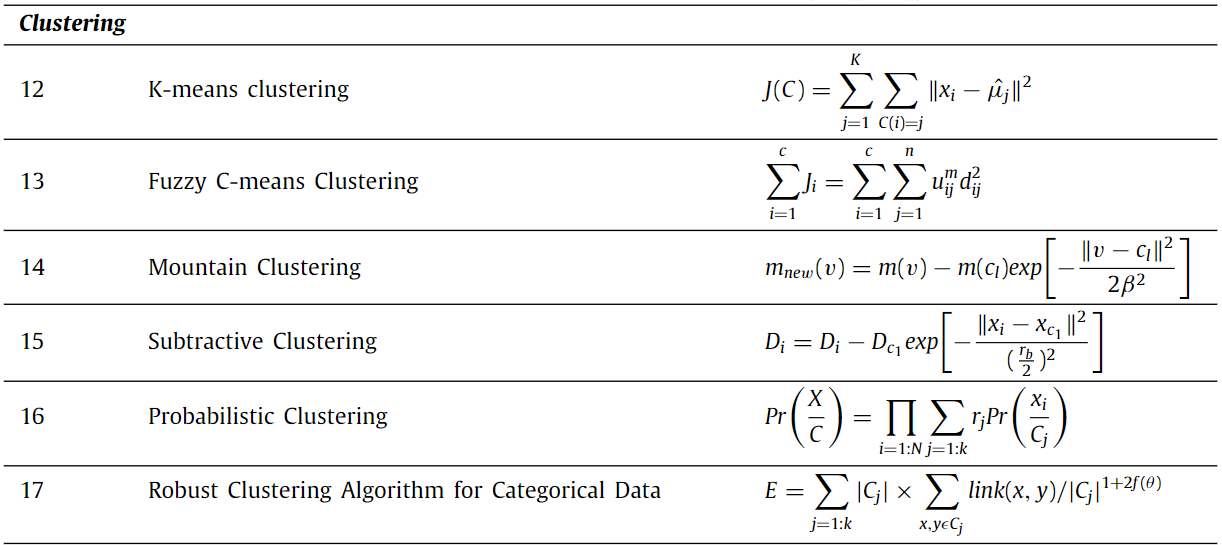 Clustering
12 K-means clustering J(C) = \sum_{j=1}^{K} \sum_{C(i)=j} \|x_i - \hat{\mu}_j\|^2
13 Fuzzy C-means Clustering \sum_{i=1}^{c} J_i = \sum_{i=1}^{c} \sum_{j=1}^{n} u_{ij}^m d_{ij}^2
14 Mountain Clustering m_{new}(v) = m(v) - m(c_l) exp\left[-\frac{\|v - c_l\|^2}{2\beta^2}\right]
15 Subtractive Clustering D_i = D_i - D_{c_1} exp\left[-\frac{\|x_i - x_{c_1}\|^2}{(\frac{r_b}{2})^2}\right]
16 Probabilistic Clustering Pr\left(\frac{X}{C}\right) = \prod_{i=1:N} \sum_{j=1:k} r_j Pr\left(\frac{x_i}{C_j}\right)
17 Robust Clustering Algorithm for Categorical Data E = \sum_{j=1:k} |C_j| \times \sum_{x,y \epsilon C_j} link(x, y)/|C_j|^{1+2f(\theta)}